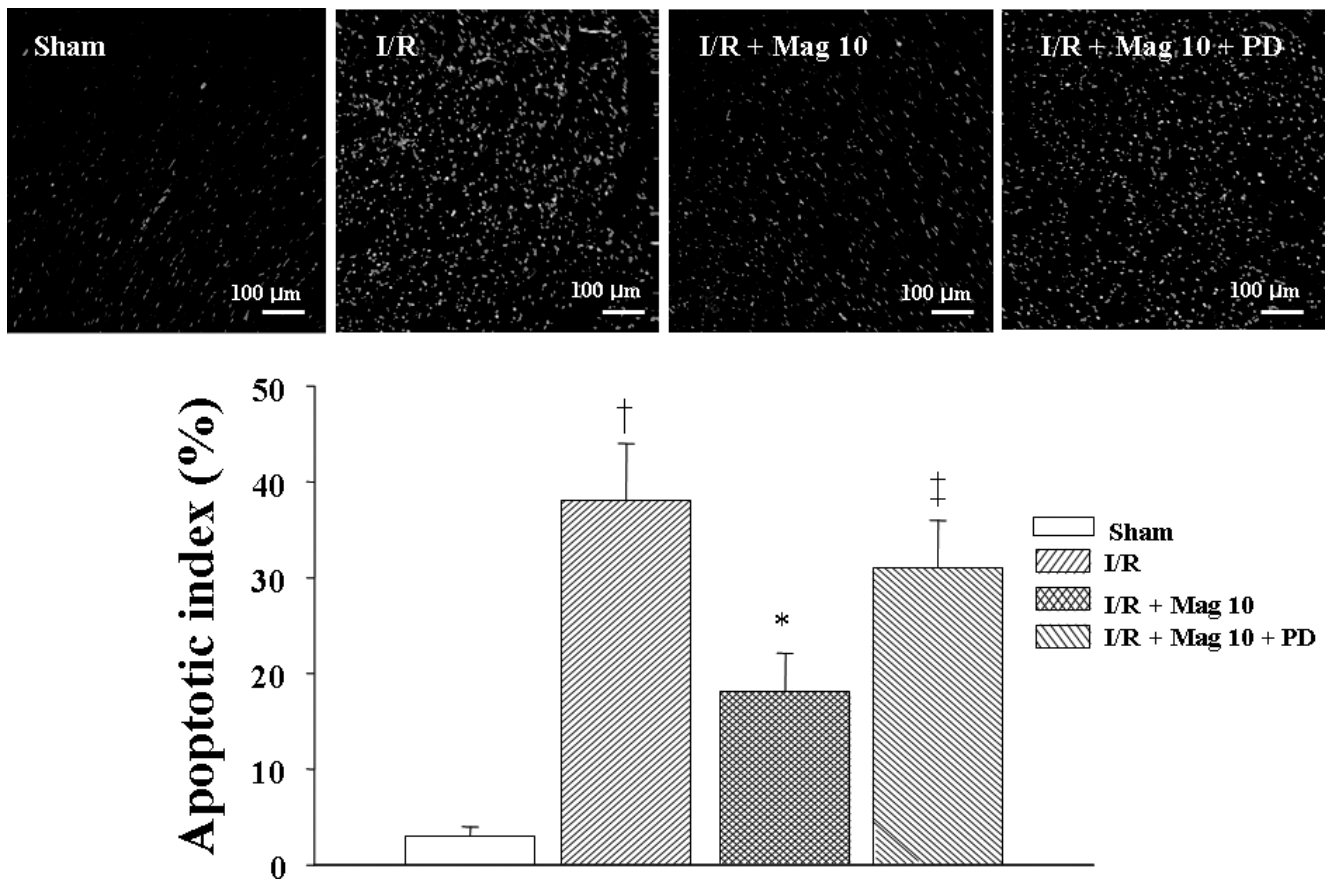 Sham
I/R
I/R + Mag 10
I/R + Mag 10 + PD
100 µm
100 µm
100 µm
100 µm
Apoptotic index (%)
50
40
30
20
10
0
†
*
‡
Sham
I/R
I/R + Mag 10
I/R + Mag 10 + PD